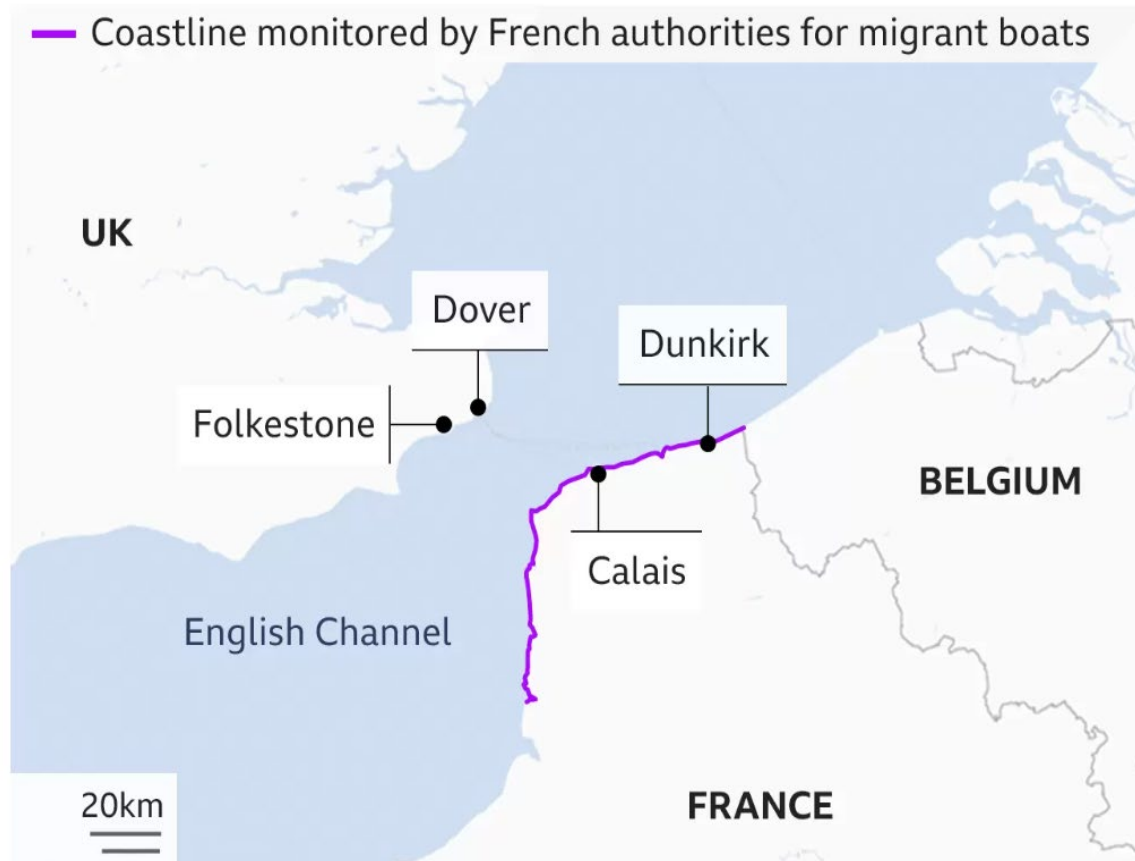 Coastline monitored by French authorities for migrant boats
UK
Dover
Dunkirk
Folkestone
BELGIUM
Calais
English Channel
20km
FRANCE